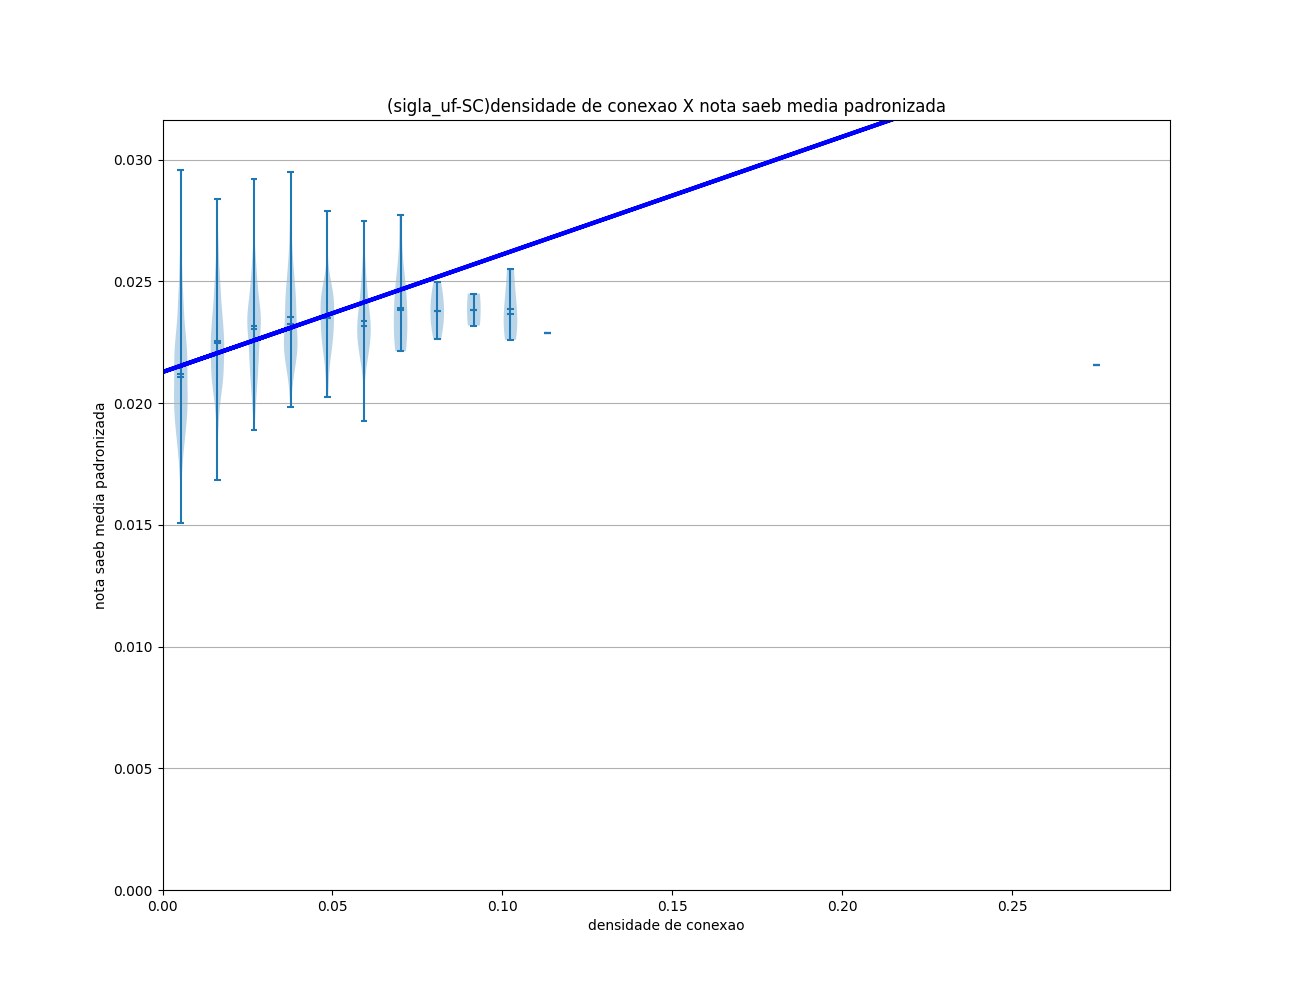 (sigla_uf-SC)densidade de conexao X nota saeb media padronizada
0.030
0.025
0.020
0.015
0.010
0.005
0.000
nota saeb media padronizada
0.00 0.05 0.10 0.15 0.20 0.25
densidade de conexao